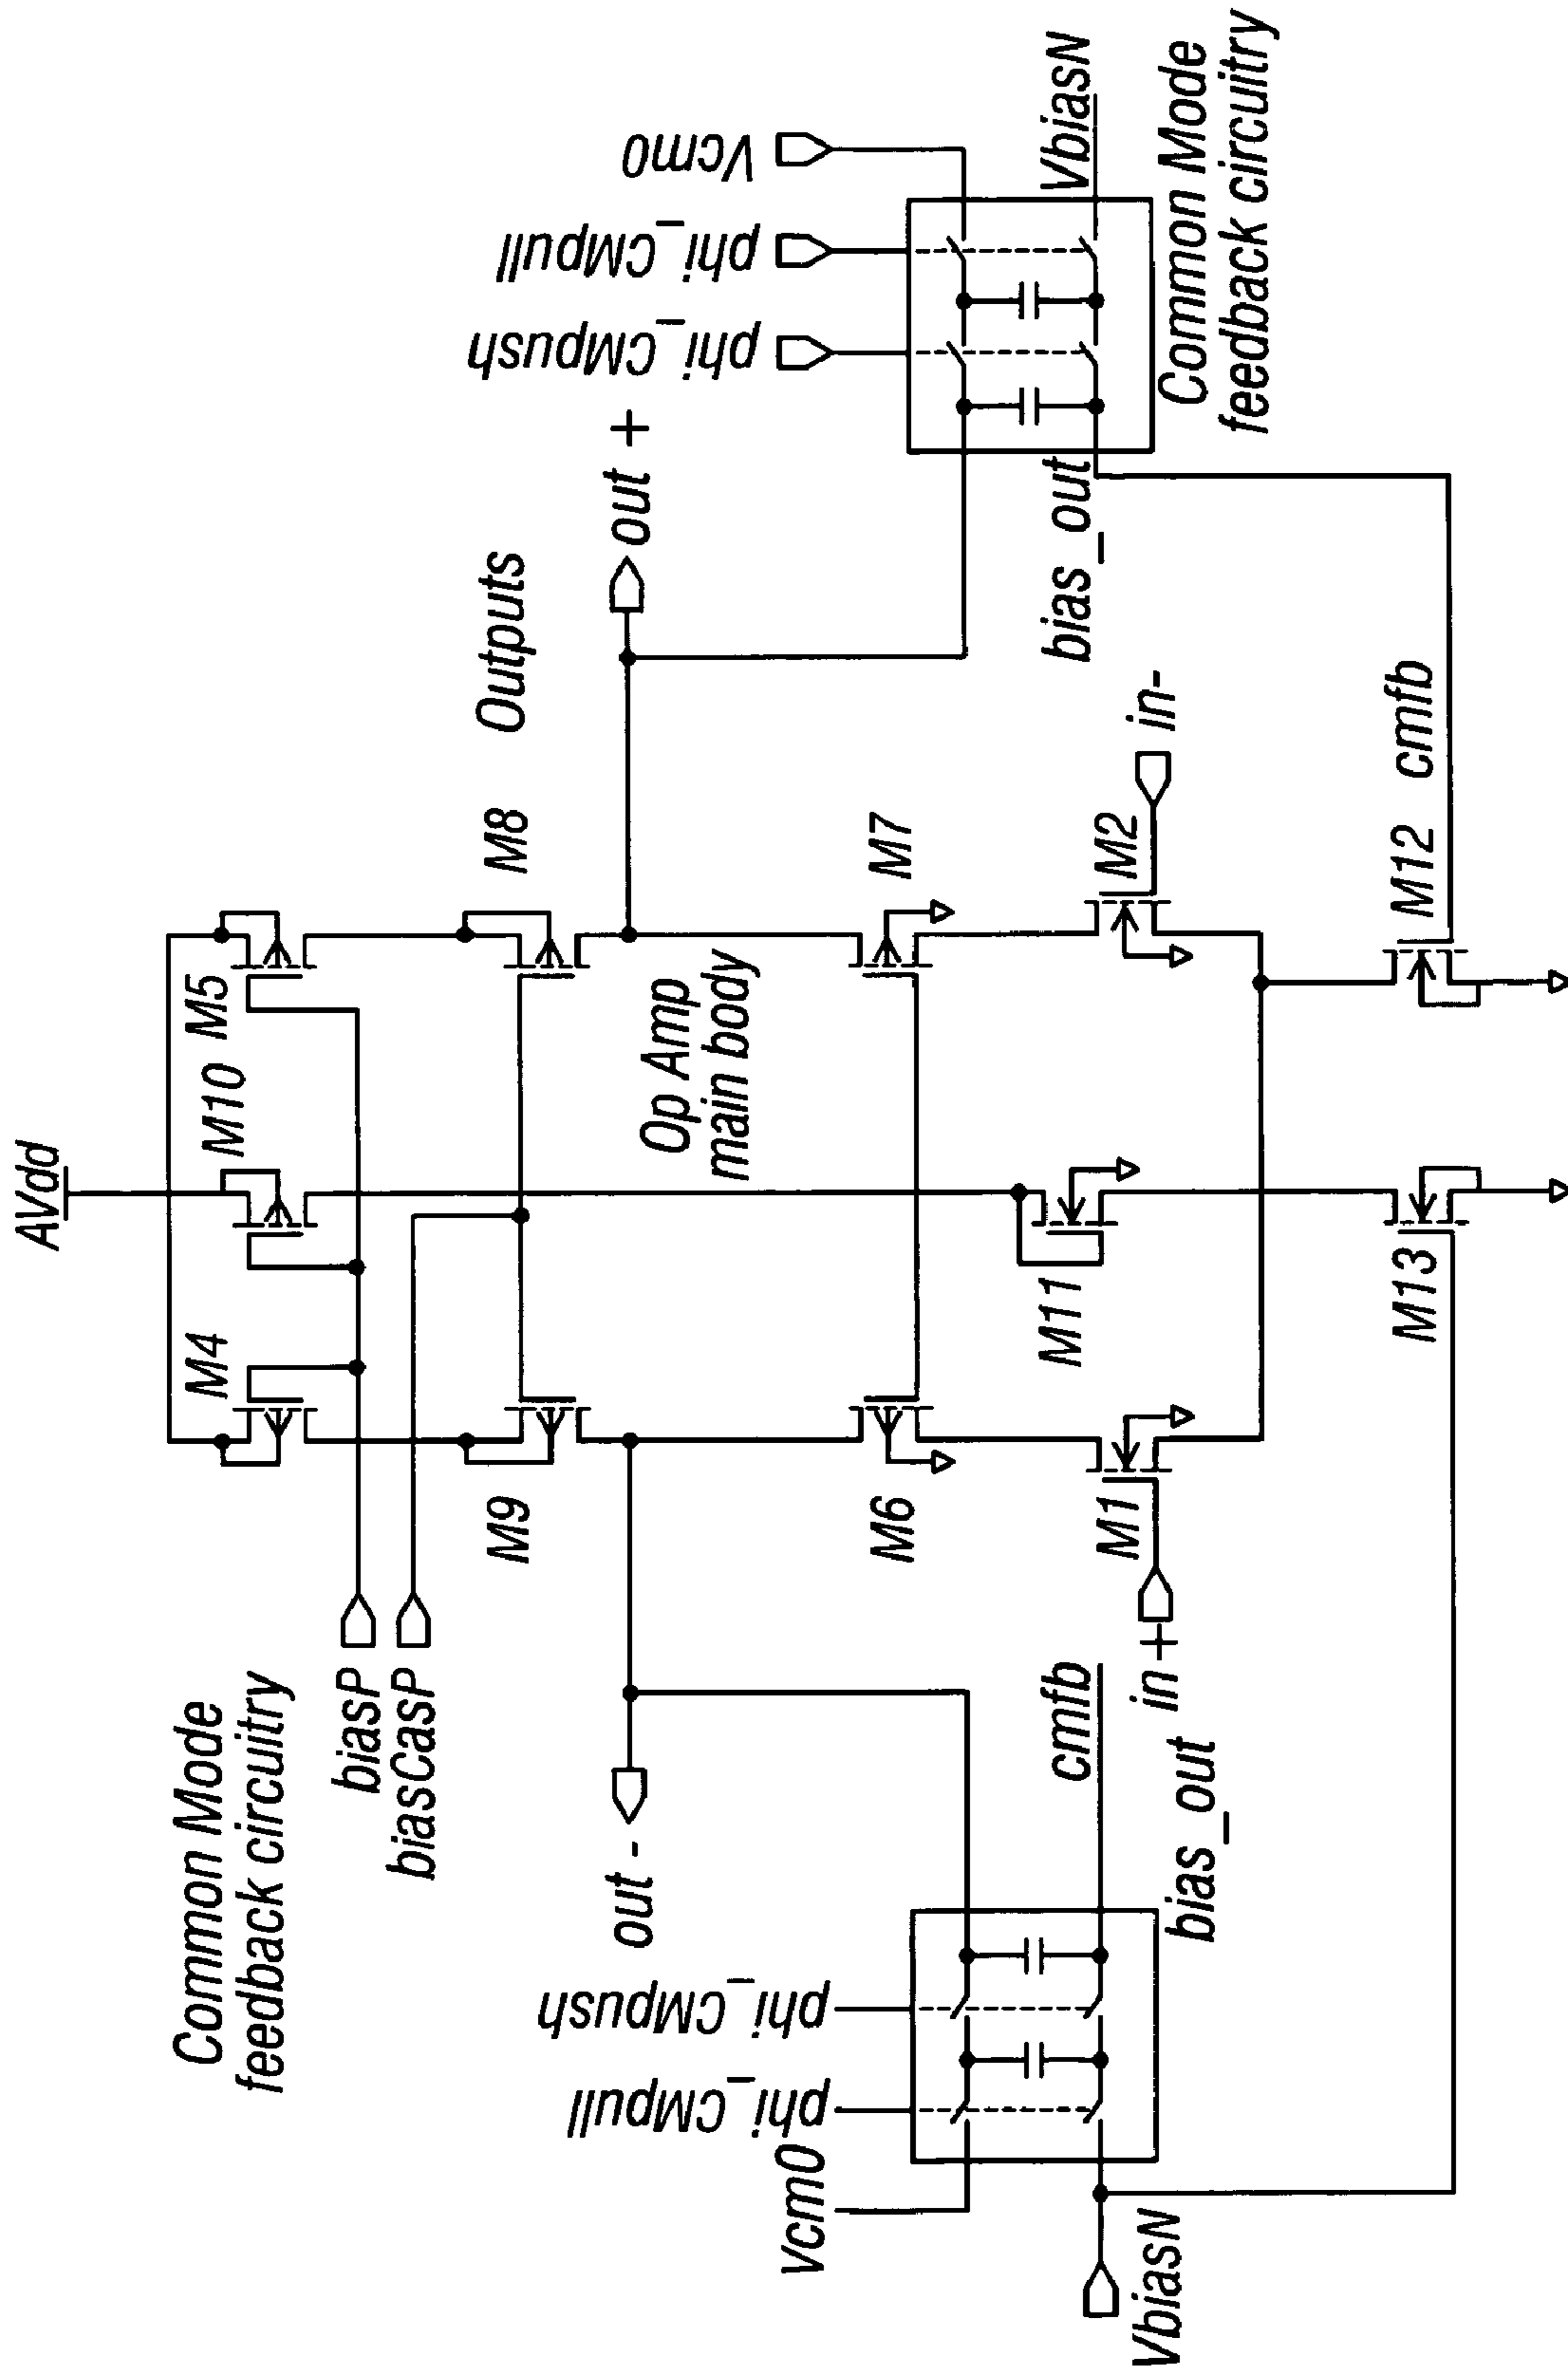 AVdd
Common Mode
feedback circuitry
biasP
biasCasP
M4
M10
M5
M9
M8
Outputs
out -
out +
Op Amp
main body
M6
M7
M11
M1
M2
in +
in-
M13
M12
cmfb
Vcm0
phi_CMpull
phi_CMpush
VbiasN
cmfb
bias_out
phi_CMpush
phi_CMpull
Vcm0
bias_out
VbiasN
Common Mode
feedback circuitry